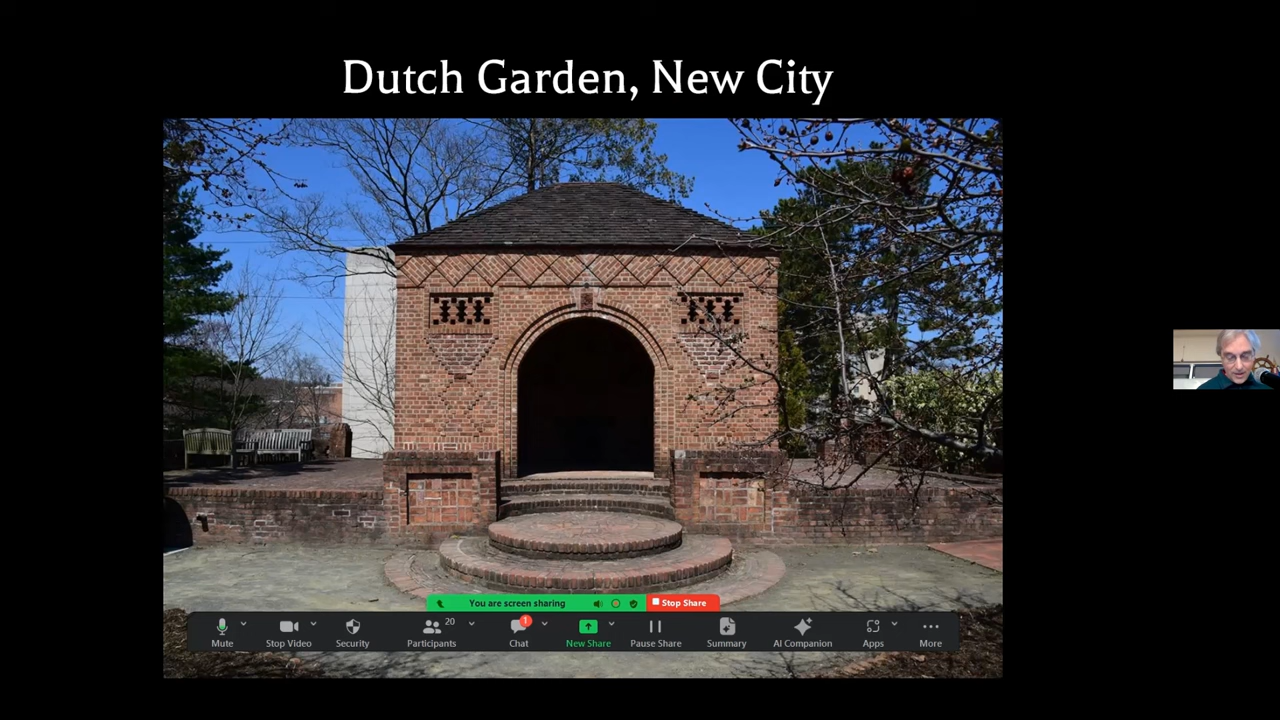 Dutch Garden, New City
You are screen sharing
Stop Share
20
1
Mute
Stop Video
Security
Participants
Chat
New Share
Pause Share
Summary
AI Companion
Apps
More